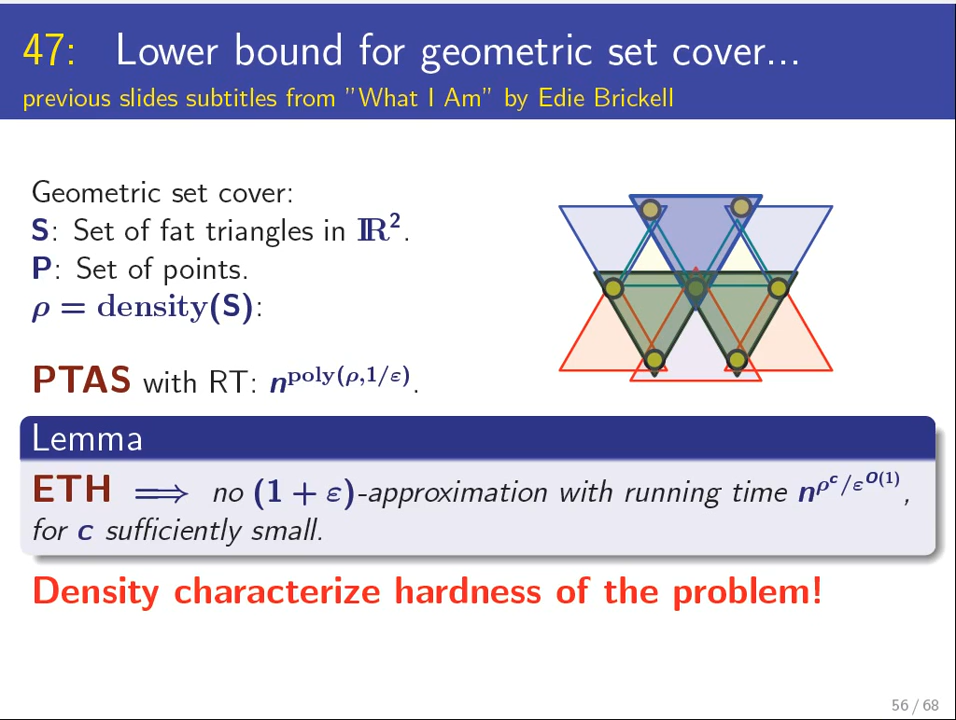 47: Lower bound for geometric set cover...
previous slides subtitles from ”What I Am” by Edie Brickell
Geometric set cover:
S: Set of fat triangles in ℝ².
P: Set of points.
ρ = density(S):
PTAS with RT: n^poly(ρ,1/ε).
Lemma
ETH ⟹ no (1 + ε)-approximation with running time n^{ρ^c/ε^{O(1)}},
for c sufficiently small.
Density characterize hardness of the problem!
56 / 68